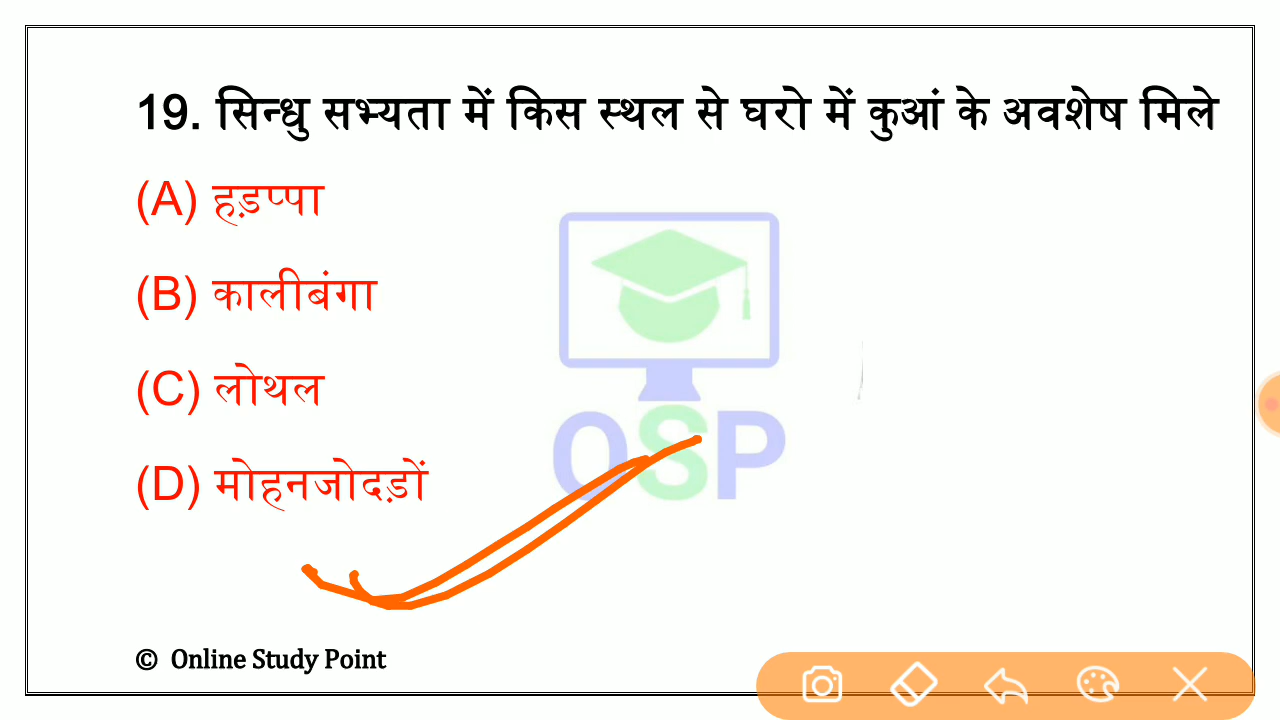 19. सिन्धु सभ्यता में किस स्थल से घरो में कुआं के अवशेष मिले
(A) हड़प्पा
(B) कालीबंगा
(C) लोथल
(D) मोहनजोदड़ों
OSP
© Online Study Point